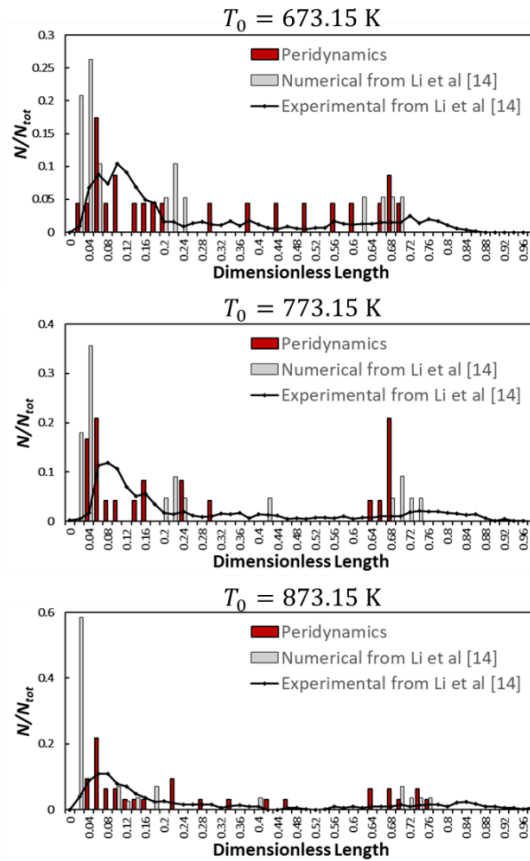 T₀ = 673.15 K
0.3
0.25
0.2
0.15
0.1
0.05
0
N/N_tot
Peridynamics
Numerical from Li et al [14]
Experimental from Li et al [14]
0 0.04 0.08 0.12 0.16 0.2 0.24 0.28 0.32 0.36 0.4 0.44 0.48 0.52 0.56 0.6 0.64 0.68 0.72 0.76 0.8 0.84 0.88 0.92 0.96
Dimensionless Length
T₀ = 773.15 K
0.4
0.3
0.2
0.1
0
N/N_tot
Peridynamics
Numerical from Li et al [14]
Experimental from Li et al [14]
0 0.04 0.08 0.12 0.16 0.2 0.24 0.28 0.32 0.36 0.4 0.44 0.48 0.52 0.56 0.6 0.64 0.68 0.72 0.76 0.8 0.84 0.88 0.92 0.96
Dimensionless Length
T₀ = 873.15 K
0.6
0.4
0.2
0
N/N_tot
Peridynamics
Numerical from Li et al [14]
Experimental from Li et al [14]
0 0.04 0.08 0.12 0.16 0.2 0.24 0.28 0.32 0.36 0.4 0.44 0.48 0.52 0.56 0.6 0.64 0.68 0.72 0.76 0.8 0.84 0.88 0.92 0.96
Dimensionless Length